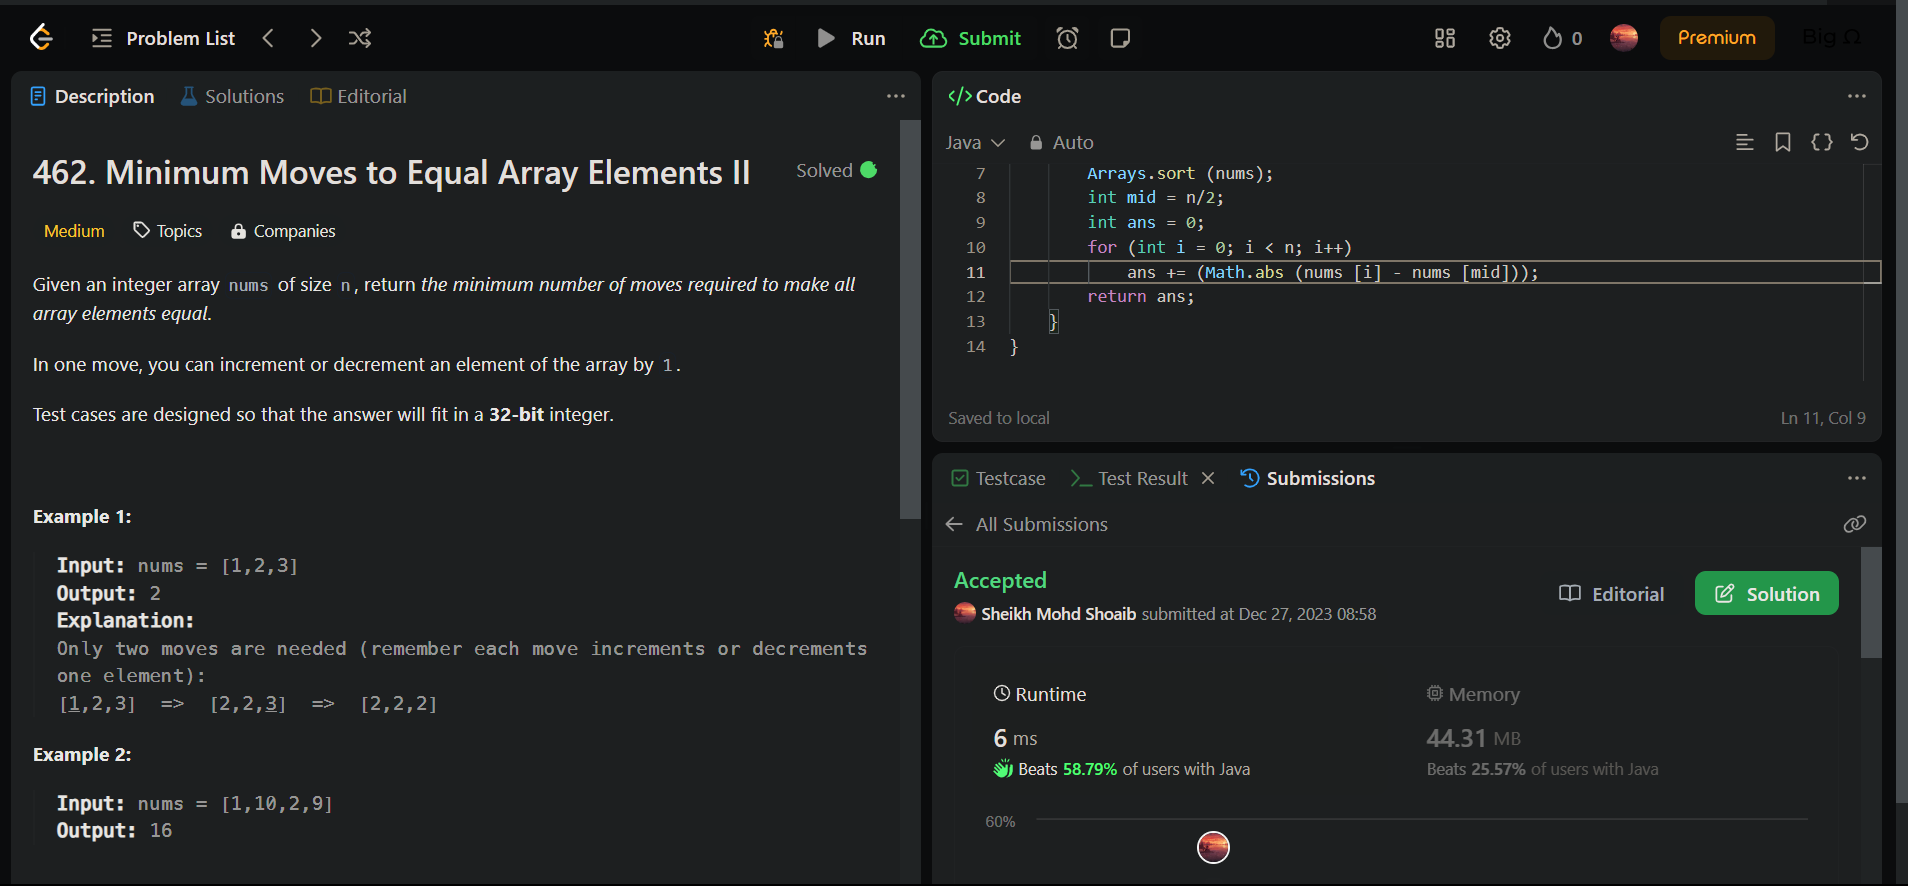 Problem List
Run
Submit
0
Premium
Big Ω
Description
Solutions
Editorial
462. Minimum Moves to Equal Array Elements II
Solved
Medium
Topics
Companies
Given an integer array nums of size n, return the minimum number of moves required to make all
array elements equal.
In one move, you can increment or decrement an element of the array by 1.
Test cases are designed so that the answer will fit in a 32-bit integer.
Example 1:
Input: nums = [1,2,3]
Output: 2
Explanation:
Only two moves are needed (remember each move increments or decrements
one element):
[1,2,3]  =>  [2,2,3]  =>  [2,2,2]
Example 2:
Input: nums = [1,10,2,9]
Output: 16
</> Code
Java
Auto
7 Arrays.sort (nums);
8 int mid = n/2;
9 int ans = 0;
10 for (int i = 0; i < n; i++)
11 ans += (Math.abs (nums [i] - nums [mid]));
12 return ans;
13 }
14 }
Saved to local
Ln 11, Col 9
Testcase
Test Result
Submissions
All Submissions
Accepted
Sheikh Mohd Shoaib submitted at Dec 27, 2023 08:58
Editorial
Solution
Runtime
6 ms
Beats 58.79% of users with Java
Memory
44.31 MB
Beats 25.57% of users with Java
60%